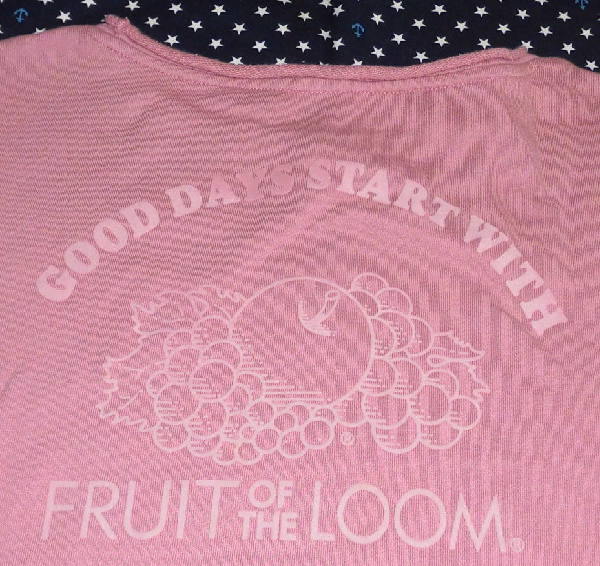 GOOD DAYS START WITH
®
FRUIT OF THE LOOM®